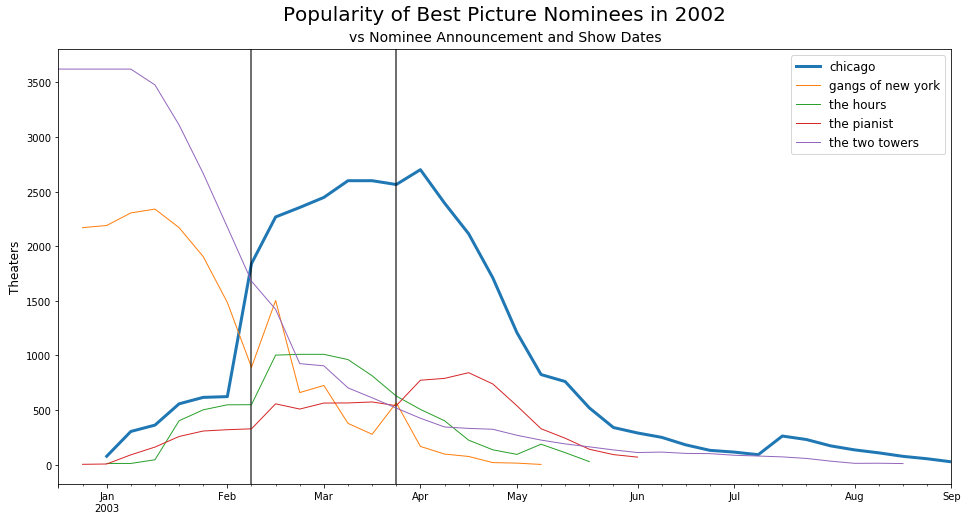 Popularity of Best Picture Nominees in 2002
vs Nominee Announcement and Show Dates
chicago
gangs of new york
the hours
the pianist
the two towers
Theaters
3500
3000
2500
2000
1500
1000
500
0
Jan Feb Mar Apr May Jun Jul Aug Sep
2003